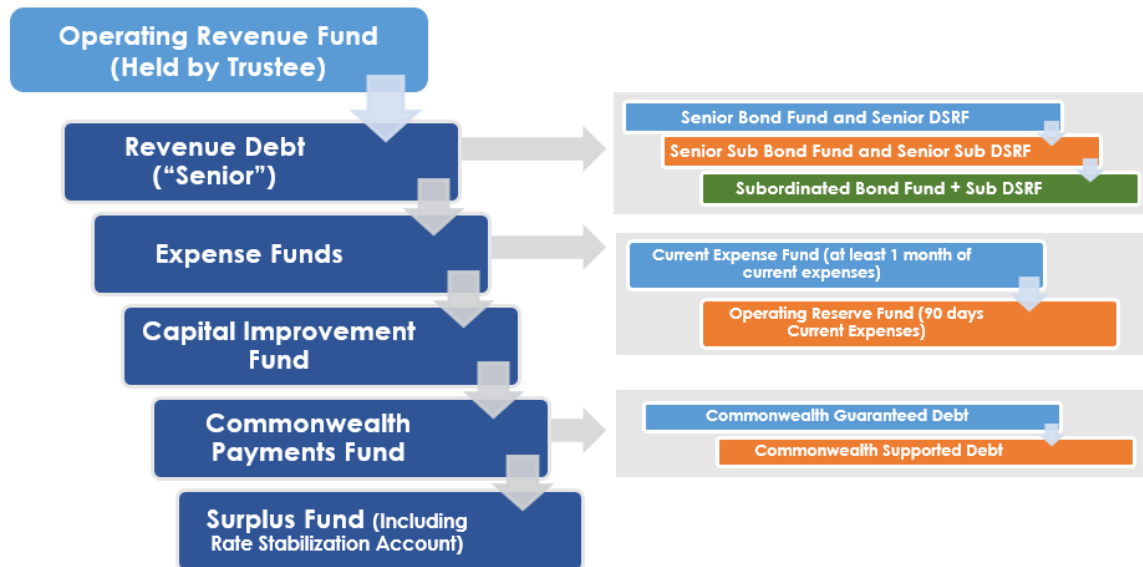 Operating Revenue Fund
(Held by Trustee)
Revenue Debt
(“Senior”)
Senior Bond Fund and Senior DSRF
Senior Sub Bond Fund and Senior Sub DSRF
Subordinated Bond Fund + Sub DSRF
Expense Funds
Current Expense Fund (at least 1 month of
current expenses)
Operating Reserve Fund (90 days
Current Expenses)
Capital Improvement
Fund
Commonwealth
Payments Fund
Commonwealth Guaranteed Debt
Commonwealth Supported Debt
Surplus Fund (Including
Rate Stabilization Account)